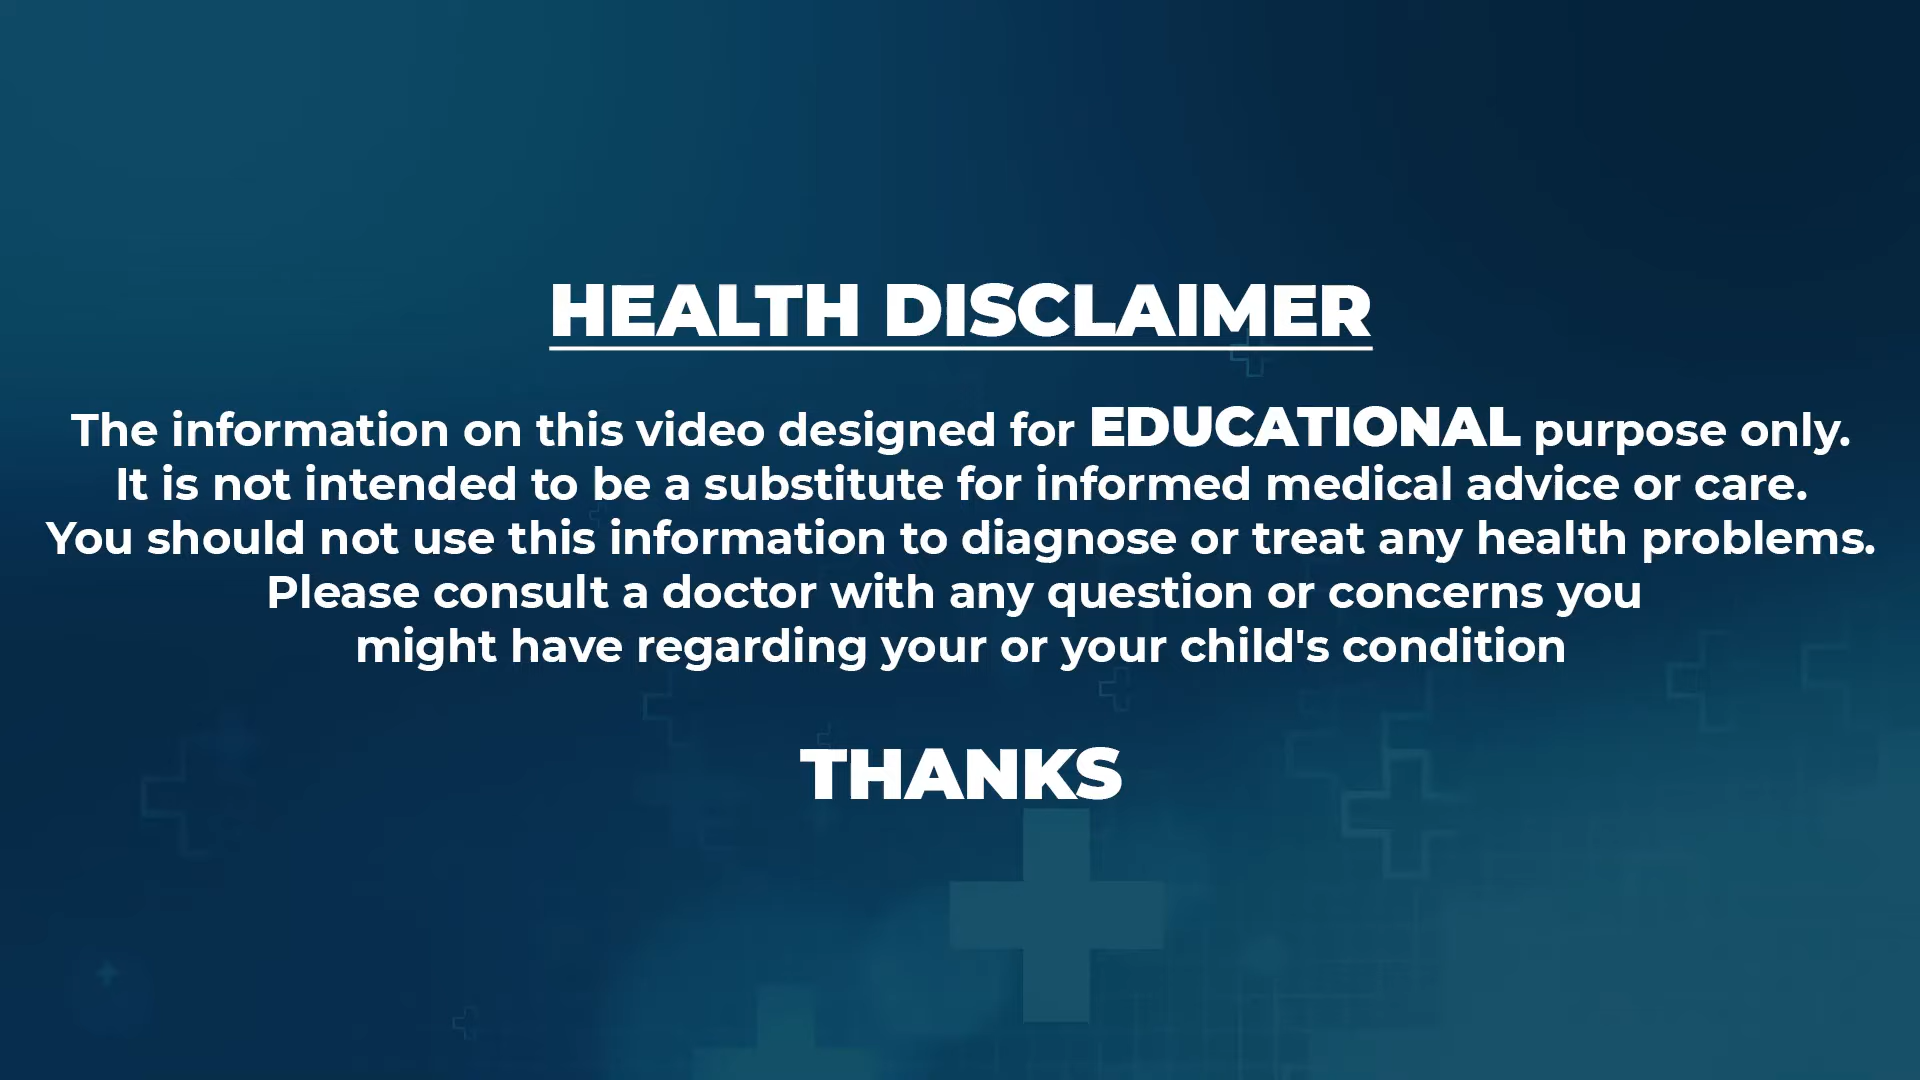 HEALTH DISCLAIMER
The information on this video designed for EDUCATIONAL purpose only.
It is not intended to be a substitute for informed medical advice or care.
You should not use this information to diagnose or treat any health problems.
Please consult a doctor with any question or concerns you
might have regarding your or your child's condition
THANKS